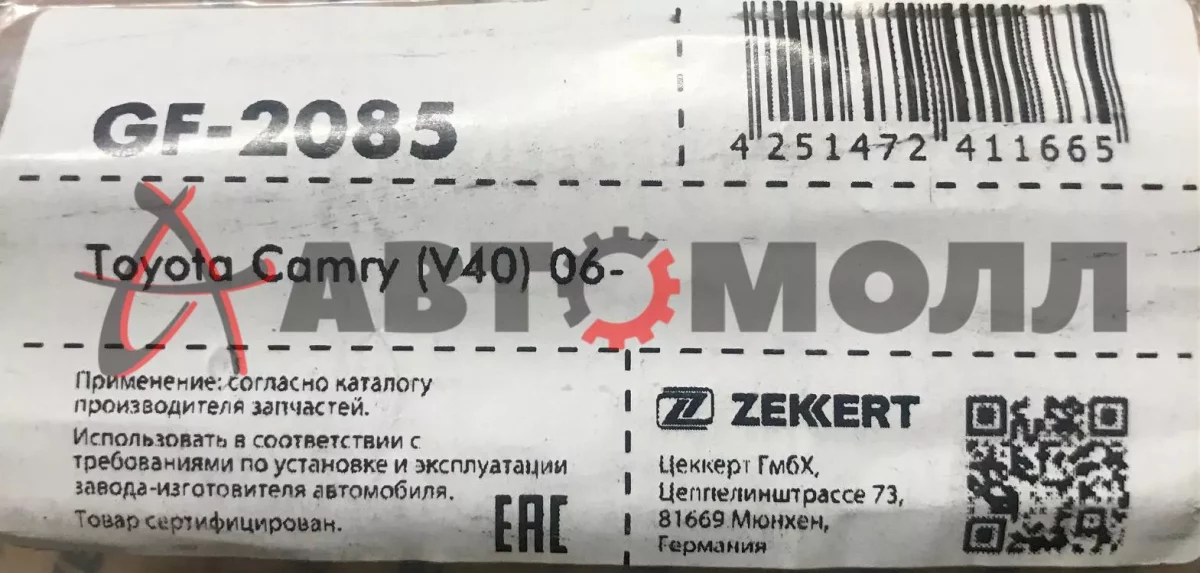 GF-2085
4 251472 411665
Toyota Camry (V40) 06-
АВТОМОЛЛ
Применение: согласно каталогу
производителя запчастей.
Использовать в соответствии с
требованиями по установке и эксплуатации
завода-изготовителя автомобиля.
Товар сертифицирован.
EAC
ZEKKERT
Цеккерт ГмбХ,
Цеппелинштрассе 73,
81669 Мюнхен,
Германия